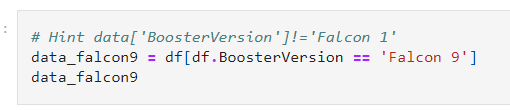 :
# Hint data['BoosterVersion']!='Falcon 1'
data_falcon9 = df[df.BoosterVersion == 'Falcon 9']
data_falcon9